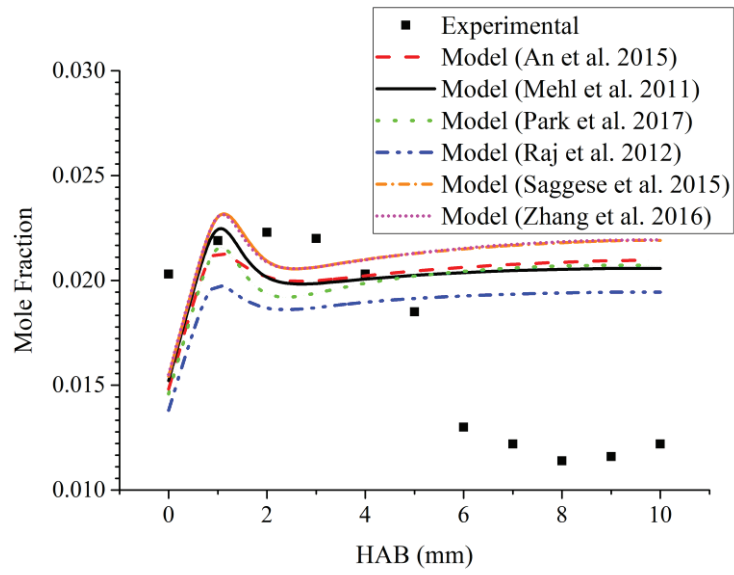 Experimental
Model (An et al. 2015)
Model (Mehl et al. 2011)
Model (Park et al. 2017)
Model (Raj et al. 2012)
Model (Saggese et al. 2015)
Model (Zhang et al. 2016)
0.030
0.025
0.020
0.015
0.010
Mole Fraction
0 2 4 6 8 10
HAB (mm)